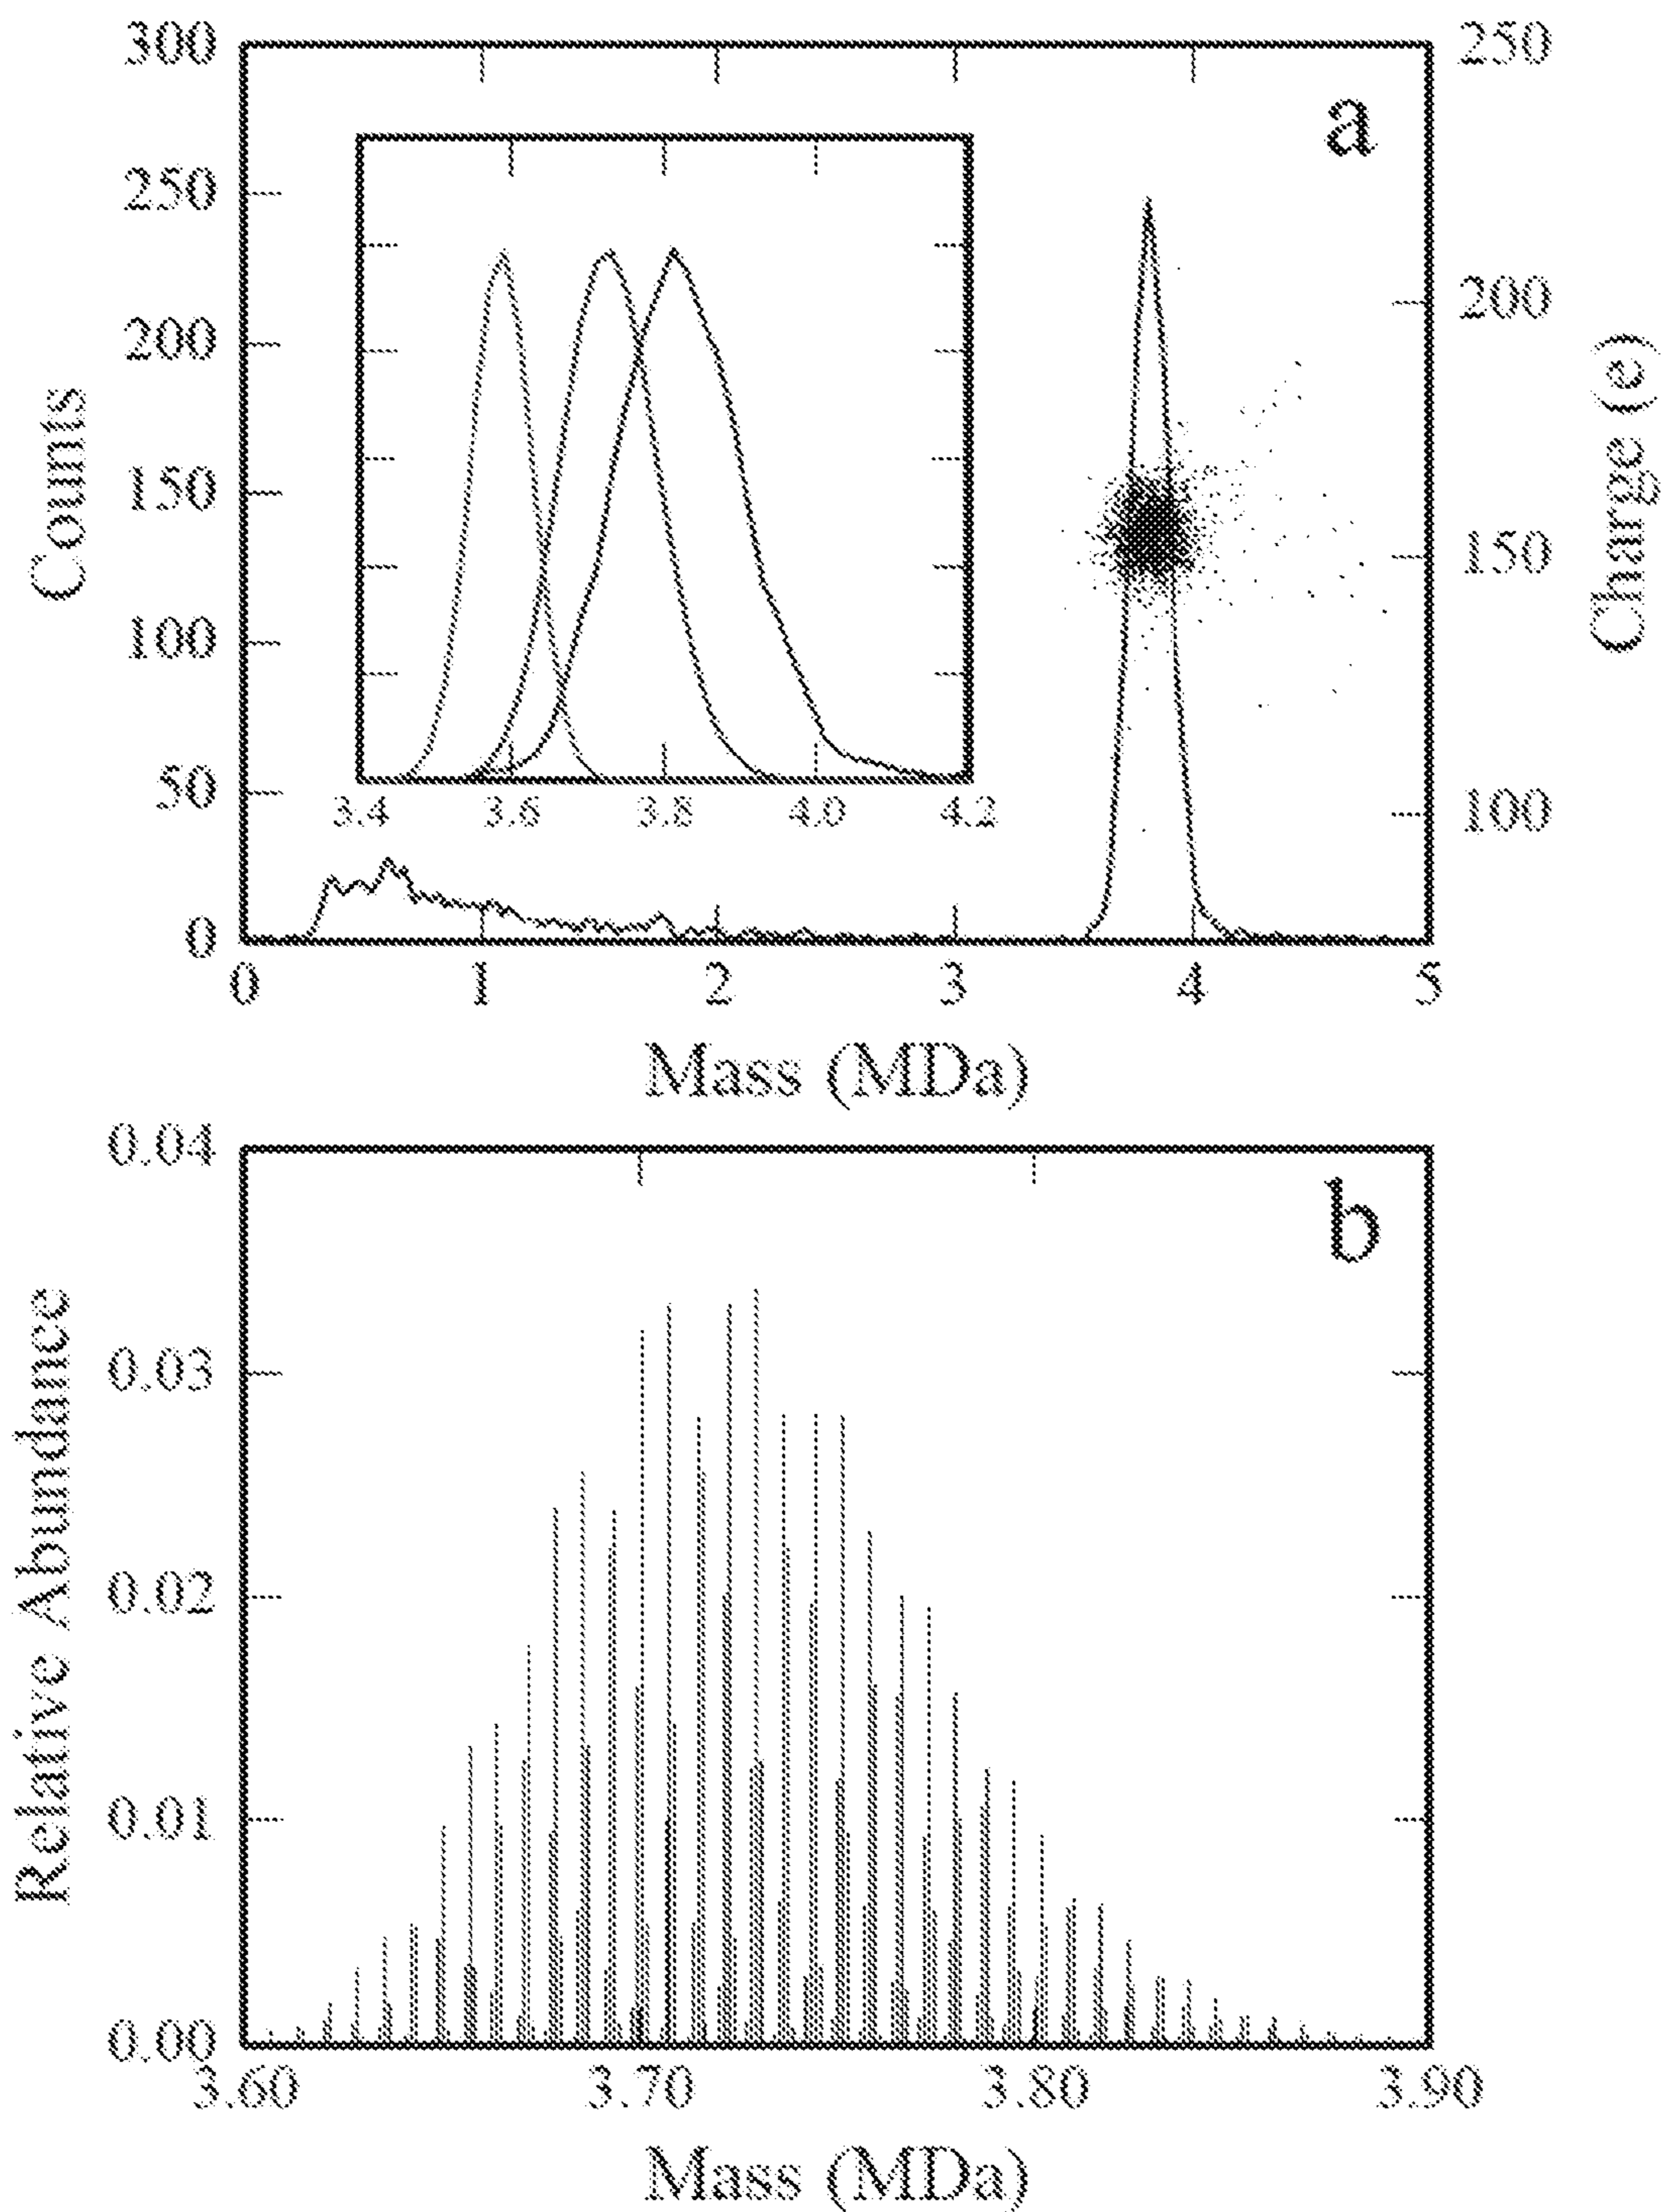 300
250
200
150
100
50
0
Counts
a
3.4 3.6 3.8 4.0 4.2
250
200
150
100
Charge (e)
0 1 2 3 4 5
Mass (MDa)
b
0.04
0.03
0.02
0.01
0.00
Relative Abundance
3.60 3.70 3.80 3.90
Mass (MDa)